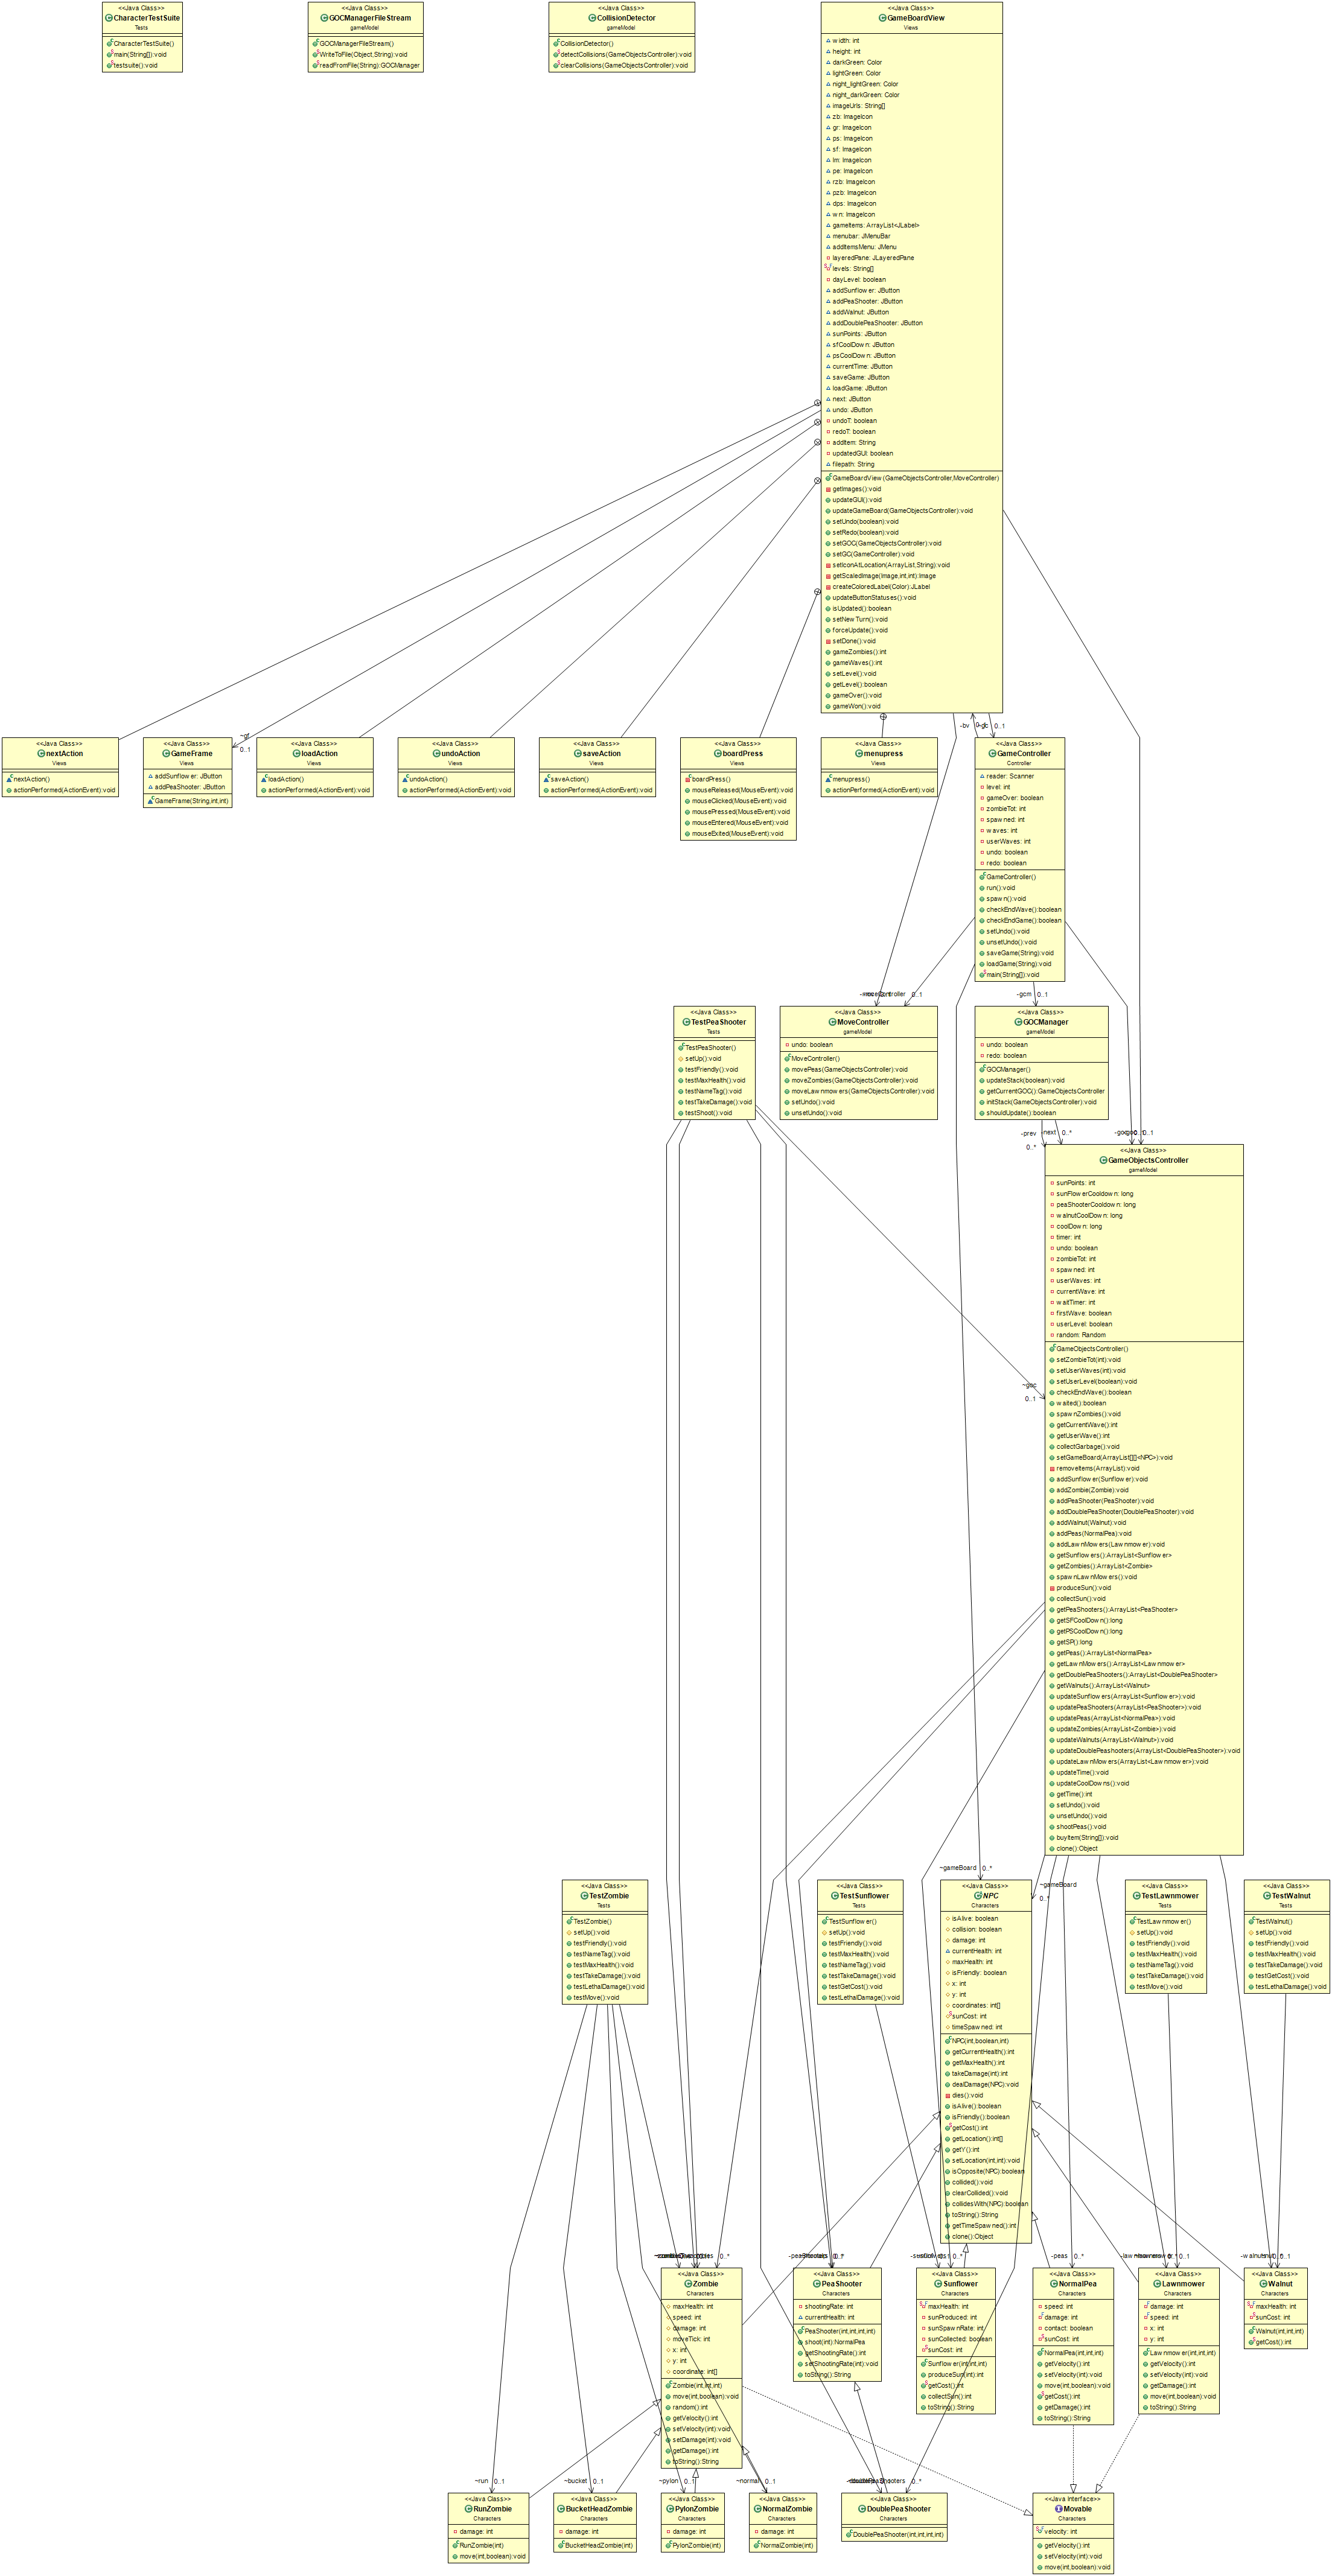 <<Java Class>>
CharacterTestSuite
Tests
CharacterTestSuite()
main(String[]):void
testsuite():void
<<Java Class>>
GOCManagerFileStream
gameModel
GOCManagerFileStream()
WriteToFile(Object,String):void
readFromFile(String):GOCManager
<<Java Class>>
CollisionDetector
gameModel
CollisionDetector()
detectCollisions(GameObjectsController):void
clearCollisions(GameObjectsController):void
<<Java Class>>
GameBoardView
Views
width: int
height: int
darkGreen: Color
lightGreen: Color
night_lightGreen: Color
night_darkGreen: Color
imageUrls: String[]
zb: ImageIcon
gr: ImageIcon
ps: ImageIcon
sf: ImageIcon
lm: ImageIcon
pe: ImageIcon
rzb: ImageIcon
pzb: ImageIcon
dps: ImageIcon
wn: ImageIcon
gameItems: ArrayList<JLabel>
menubar: JMenuBar
addItemsMenu: JMenu
layeredPane: JLayeredPane
levels: String[]
dayLevel: boolean
addSunflower: JButton
addPeaShooter: JButton
addWalnut: JButton
addDoublePeaShooter: JButton
sunPoints: JButton
sfCoolDown: JButton
psCoolDown: JButton
currentTime: JButton
saveGame: JButton
loadGame: JButton
next: JButton
undo: JButton
undoT: boolean
redoT: boolean
addItem: String
updatedGUI: boolean
filepath: String
GameBoardView(GameObjectsController,MoveController)
getImages():void
updateGUI():void
updateGameBoard(GameObjectsController):void
setUndo(boolean):void
setRedo(boolean):void
setGOC(GameObjectsController):void
setGC(GameController):void
setIconAtLocation(ArrayList,String):void
getScaledImage(Image,int,int):Image
createColoredLabel(Color):JLabel
updateButtonStatuses():void
isUpdated():boolean
setNewTurn():void
forceUpdate():void
setDone():void
gameZombies():int
gameWaves():int
setLevel():void
getLevel():boolean
gameOver():void
gameWon():void
<<Java Class>>
nextAction
Views
nextAction()
actionPerformed(ActionEvent):void
~gf
0..1
<<Java Class>>
GameFrame
Views
addSunflower: JButton
addPeaShooter: JButton
GameFrame(String,int,int)
<<Java Class>>
loadAction
Views
loadAction()
actionPerformed(ActionEvent):void
<<Java Class>>
undoAction
Views
undoAction()
actionPerformed(ActionEvent):void
<<Java Class>>
saveAction
Views
saveAction()
actionPerformed(ActionEvent):void
<<Java Class>>
boardPress
Views
boardPress()
mouseReleased(MouseEvent):void
mouseClicked(MouseEvent):void
mousePressed(MouseEvent):void
mouseEntered(MouseEvent):void
mouseExited(MouseEvent):void
<<Java Class>>
menupress
Views
menupress()
actionPerformed(ActionEvent):void
-bv
0..1
<<Java Class>>
GameController
Controller
reader: Scanner
level: int
gameOver: boolean
zombieTot: int
spawned: int
waves: int
userWaves: int
undo: boolean
redo: boolean
GameController()
run():void
spawn():void
checkEndWave():boolean
checkEndGame():boolean
setUndo():void
unsetUndo():void
saveGame(String):void
loadGame(String):void
main(String[]):void
0..1
-gcm 0..1
<<Java Class>>
TestPeaShooter
Tests
TestPeaShooter()
setUp():void
testFriendly():void
testMaxHealth():void
testNameTag():void
testTakeDamage():void
testShoot():void
<<Java Class>>
MoveController
gameModel
undo: boolean
MoveController()
movePeas(GameObjectsController):void
moveZombies(GameObjectsController):void
moveLawnmowers(GameObjectsController):void
setUndo():void
unsetUndo():void
<<Java Class>>
GOCManager
gameModel
undo: boolean
redo: boolean
GOCManager()
updateStack(boolean):void
getCurrentGOC():GameObjectsController
initStack(GameObjectsController):void
shouldUpdate():boolean
-prev
0..*
-next 0..*
0..1
<<Java Class>>
GameObjectsController
gameModel
sunPoints: int
sunFlowerCooldown: long
peaShooterCooldown: long
walnutCoolDown: long
coolDown: long
timer: int
undo: boolean
zombieTot: int
spawned: int
userWaves: int
currentWave: int
waitTimer: int
firstWave: boolean
userLevel: boolean
random: Random
GameObjectsController()
setZombieTot(int):void
setUserWaves(int):void
setUserLevel(boolean):void
checkEndWave():boolean
waited():boolean
spawnZombies():void
getCurrentWave():int
getUserWave():int
collectGarbage():void
setGameBoard(ArrayList[][]<NPC>):void
removeItems(ArrayList):void
addSunflower(Sunflower):void
addZombie(Zombie):void
addPeaShooter(PeaShooter):void
addDoublePeaShooter(DoublePeaShooter):void
addWalnut(Walnut):void
addPeas(NormalPea):void
addLawnMowers(Lawnmower):void
getSunflowers():ArrayList<Sunflower>
getZombies():ArrayList<Zombie>
spawnLawnMowers():void
produceSun():void
collectSun():void
getPeaShooters():ArrayList<PeaShooter>
getSFCoolDown():long
getPSCoolDown():long
getSP():long
getPeas():ArrayList<NormalPea>
getLawnMowers():ArrayList<Lawnmower>
getDoublePeaShooters():ArrayList<DoublePeaShooter>
getWalnuts():ArrayList<Walnut>
updateSunflowers(ArrayList<Sunflower>):void
updatePeaShooters(ArrayList<PeaShooter>):void
updatePeas(ArrayList<NormalPea>):void
updateZombies(ArrayList<Zombie>):void
updateWalnuts(ArrayList<Walnut>):void
updateDoublePeashooters(ArrayList<DoublePeaShooter>):void
updateLawnMowers(ArrayList<Lawnmower>):void
updateTime():void
updateCoolDowns():void
getTime():int
setUndo():void
unsetUndo():void
shootPeas():void
buyItem(String[]):void
clone():Object
~goc
0..1
~gameBoard 0..*
~gameBoard
0..*
<<Java Class>>
TestZombie
Tests
TestZombie()
setUp():void
testFriendly():void
testNameTag():void
testMaxHealth():void
testTakeDamage():void
testLethalDamage():void
testMove():void
<<Java Class>>
TestSunflower
Tests
TestSunflower()
setUp():void
testFriendly():void
testMaxHealth():void
testNameTag():void
testTakeDamage():void
testGetCost():void
testLethalDamage():void
<<Java Class>>
NPC
Characters
isAlive: boolean
collision: boolean
damage: int
currentHealth: int
maxHealth: int
isFriendly: boolean
x: int
y: int
coordinates: int[]
sunCost: int
timeSpawned: int
NPC(int,boolean,int)
getCurrentHealth():int
getMaxHealth():int
takeDamage(int):int
dealDamage(NPC):void
dies():void
isAlive():boolean
isFriendly():boolean
getCost():int
getLocation():int[]
getY():int
setLocation(int,int):void
isOpposite(NPC):boolean
collided():void
clearCollided():void
collidesWith(NPC):boolean
toString():String
getTimeSpawned():int
clone():Object
<<Java Class>>
TestLawnmower
Tests
TestLawnmower()
setUp():void
testFriendly():void
testMaxHealth():void
testNameTag():void
testTakeDamage():void
testMove():void
<<Java Class>>
TestWalnut
Tests
TestWalnut()
setUp():void
testFriendly():void
testMaxHealth():void
testTakeDamage():void
testGetCost():void
testLethalDamage():void
0..*
-peas 0..*
<<Java Class>>
Zombie
Characters
maxHealth: int
speed: int
damage: int
moveTick: int
x: int
y: int
coordinate: int[]
Zombie(int,int,int)
move(int,boolean):void
random():int
getVelocity():int
setVelocity(int):void
setDamage(int):void
getDamage():int
toString():String
<<Java Class>>
PeaShooter
Characters
shootingRate: int
currentHealth: int
PeaShooter(int,int,int,int)
shoot(int):NormalPea
getShootingRate():int
setShootingRate(int):void
toString():String
<<Java Class>>
Sunflower
Characters
maxHealth: int
sunProduced: int
sunSpawnRate: int
sunCollected: boolean
sunCost: int
Sunflower(int,int,int)
produceSun(int):int
getCost():int
collectSun():int
toString():String
<<Java Class>>
NormalPea
Characters
speed: int
damage: int
contact: boolean
sunCost: int
NormalPea(int,int,int)
getVelocity():int
setVelocity(int):void
move(int,boolean):void
getCost():int
getDamage():int
toString():String
<<Java Class>>
Lawnmower
Characters
damage: int
speed: int
x: int
y: int
Lawnmower(int,int,int)
getVelocity():int
setVelocity(int):void
getDamage():int
move(int,boolean):void
toString():String
<<Java Class>>
Walnut
Characters
maxHealth: int
sunCost: int
Walnut(int,int,int)
getCost():int
~run 0..1
~bucket 0..1
~pylon 0..1
~normal 0..1
0..*
<<Java Class>>
RunZombie
Characters
damage: int
RunZombie(int)
move(int,boolean):void
<<Java Class>>
BucketHeadZombie
Characters
damage: int
BucketHeadZombie(int)
<<Java Class>>
PylonZombie
Characters
damage: int
PylonZombie(int)
<<Java Class>>
NormalZombie
Characters
damage: int
NormalZombie(int)
<<Java Class>>
DoublePeaShooter
Characters
DoublePeaShooter(int,int,int,int)
<<Java Interface>>
Movable
Characters
velocity: int
getVelocity():int
setVelocity(int):void
move(int,boolean):void